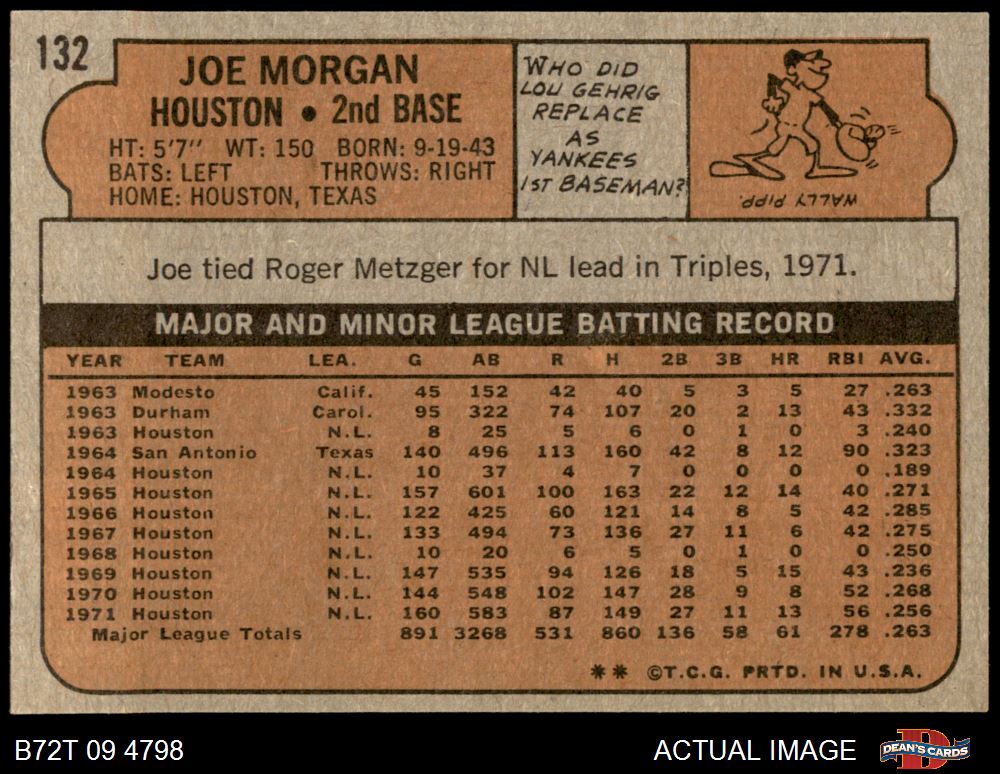 132
JOE MORGAN
HOUSTON • 2nd BASE
HT: 5'7" WT: 150 BORN: 9-19-43
BATS: LEFT THROWS: RIGHT
HOME: HOUSTON, TEXAS
WHO DID
LOU GEHRIG
REPLACE
AS
YANKEES
1ST BASEMAN?
WALLY PIPP
Joe tied Roger Metzger for NL lead in Triples, 1971.
MAJOR AND MINOR LEAGUE BATTING RECORD
YEAR TEAM LEA. G AB R H 2B 3B HR RBI AVG.
1963 Modesto Calif. 45 152 42 40 5 3 5 27 .263
1963 Durham Carol. 95 322 74 107 20 2 13 43 .332
1963 Houston N.L. 8 25 5 6 0 1 0 3 .240
1964 San Antonio Texas 140 496 113 160 42 8 12 90 .323
1964 Houston N.L. 10 37 4 7 0 0 0 0 .189
1965 Houston N.L. 157 601 100 163 22 12 14 40 .271
1966 Houston N.L. 122 425 60 121 14 8 5 42 .285
1967 Houston N.L. 133 494 73 136 27 11 6 42 .275
1968 Houston N.L. 10 20 6 5 0 1 0 0 .250
1969 Houston N.L. 147 535 94 126 18 5 15 43 .236
1970 Houston N.L. 144 548 102 147 28 9 8 52 .268
1971 Houston N.L. 160 583 87 149 27 11 13 56 .256
Major League Totals 891 3268 531 860 136 58 61 278 .263
** ©T.C.G. PRTD. IN U.S.A.
B72T 09 4798
ACTUAL IMAGE
DEAN'S CARDS